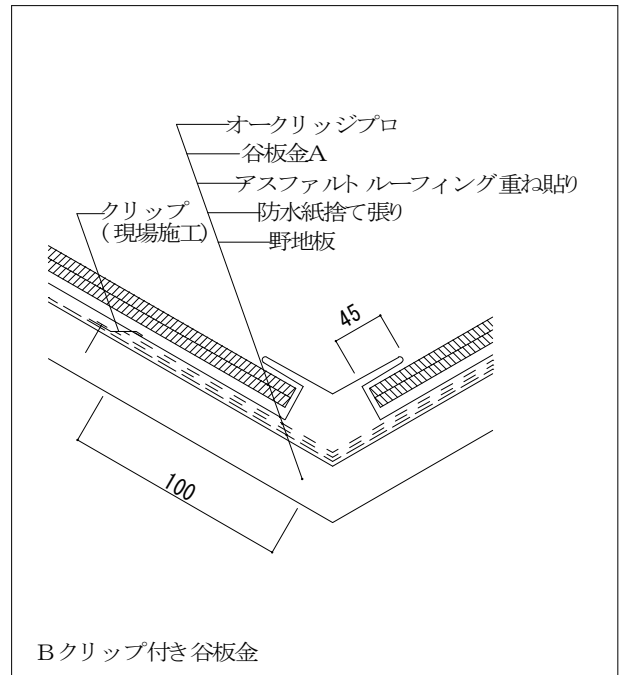 オークリッジプロ
谷板金A
アスファルトルーフィング重ね貼り
クリップ
防水紙捨て張り
(現場施工)
野地板
45
100
Bクリップ付き谷板金